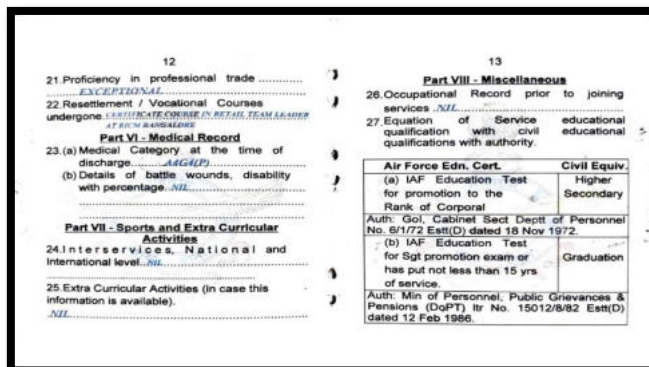 12
21.Proficiency in professional trade ..............
EXCEPTIONAL
22.Resettlement / Vocational Courses
undergone. CERTIFICATE COURSE IN RETAIL TEAM LEADER
AT RICM BANGALORE
Part VI - Medical Record
23.(a) Medical Category at the time of
discharge.......A4G4(P)
(b) Details of battle wounds, disability
with percentage..NIL
Part VII - Sports and Extra Curricular
Activities
24.Interservices, National and
International level..NIL
25.Extra Curricular Activities (in case this
information is available).
NIL
13
Part VIII - Miscellaneous
26.Occupational Record prior to joining
services ..NIL
27.Equation of Service educational
qualification with civil educational
qualifications with authority.
Air Force Edn. Cert. Civil Equiv.
(a) IAF Education Test Higher
for promotion to the Secondary
Rank of Corporal
Auth: GoI, Cabinet Sect Deptt of Personnel
No. 6/1/72 Estt(D) dated 18 Nov 1972.
(b) IAF Education Test
for Sgt promotion exam or Graduation
has put not less than 15 yrs
of service.
Auth: Min of Personnel, Public Grievances &
Pensions (DoPT) ltr No. 15012/8/82 Estt(D)
dated 12 Feb 1986.